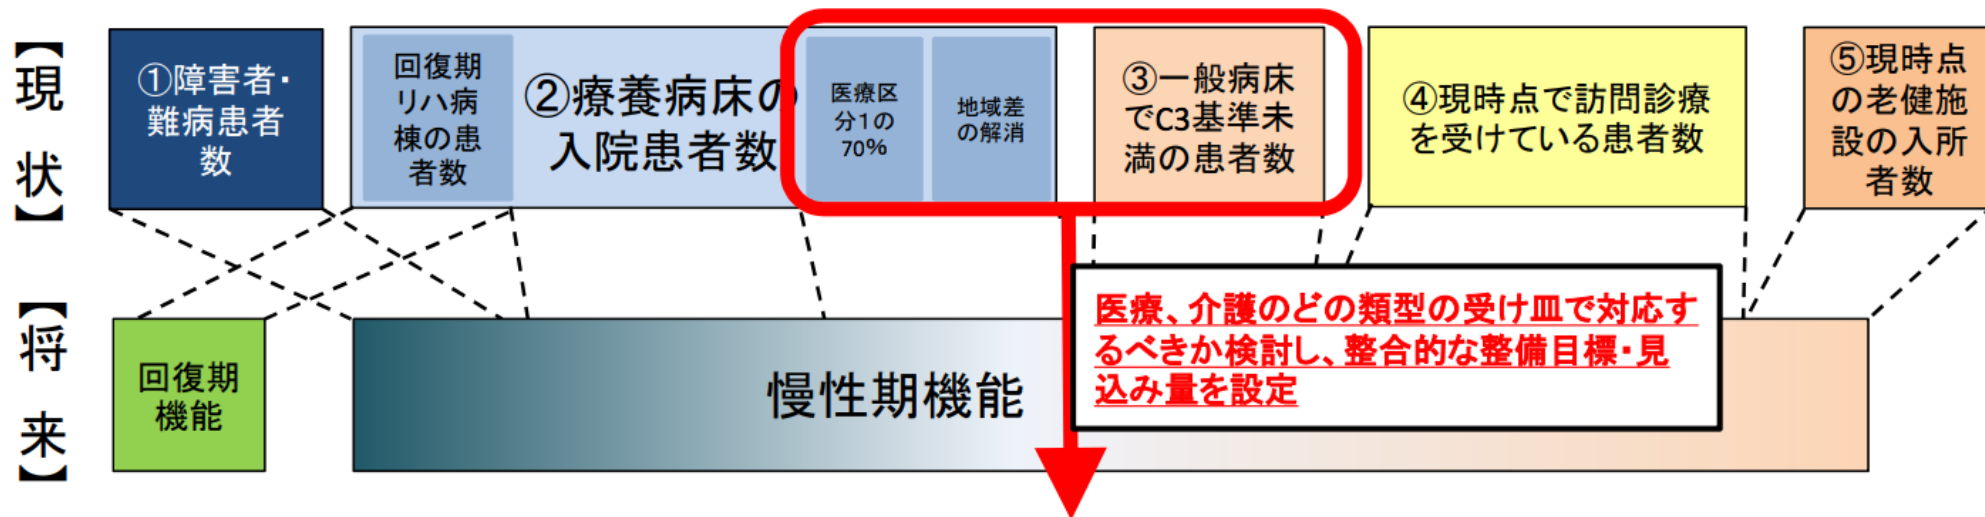 【現状】
①障害者・
難病患者
数
回復期
リハ病
棟の患
者数
②療養病床の
入院患者数
医療区
分1の
70%
地域差
の解消
③一般病床
でC3基準未
満の患者数
④現時点で訪問診療
を受けている患者数
⑤現時点
の老健施
設の入所
者数
【将来】
回復期
機能
慢性期機能
医療、介護のどの類型の受け皿で対応す
るべきか検討し、整合的な整備目標・見
込み量を設定